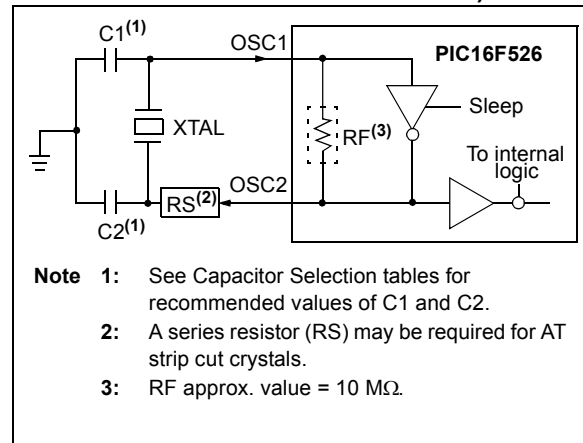 C1(1)
OSC1
PIC16F526
Sleep
XTAL
RF(3)
To internal
logic
OSC2
RS(2)
C2(1)
Note 1: See Capacitor Selection tables for
recommended values of C1 and C2.
2: A series resistor (RS) may be required for AT
strip cut crystals.
3: RF approx. value = 10 MΩ.